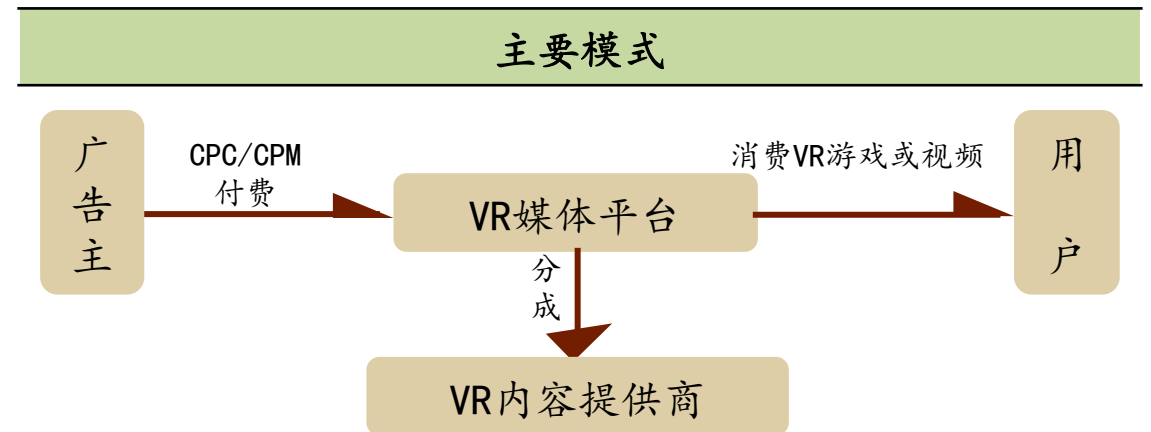 主要模式
广告主
CPC/CPM
付费
VR媒体平台
消费VR游戏或视频
用户
分成
VR内容提供商